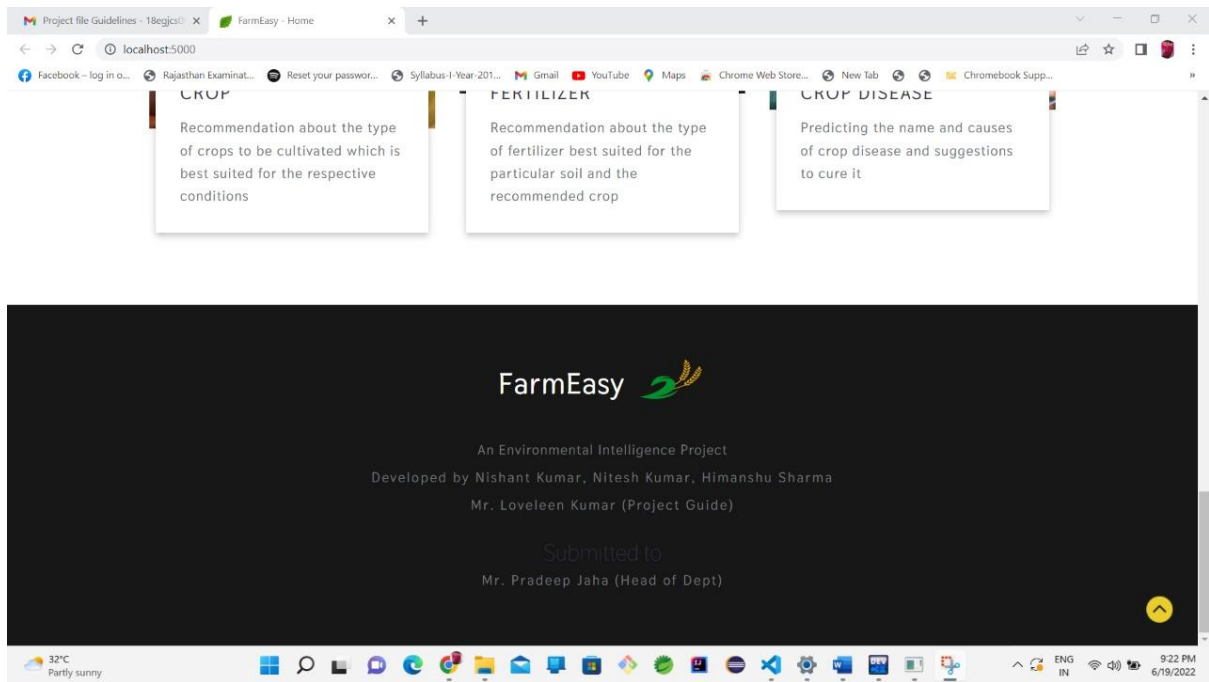 Project file Guidelines - 18egjcs0
FarmEasy - Home
localhost:5000
Facebook – log in o...
Rajasthan Examinat...
Reset your passwor...
Syllabus-I-Year-201...
Gmail
YouTube
Maps
Chrome Web Store...
New Tab
Chromebook Supp...
CROP
Recommendation about the type
of crops to be cultivated which is
best suited for the respective
conditions
FERTILIZER
Recommendation about the type
of fertilizer best suited for the
particular soil and the
recommended crop
CROP DISEASE
Predicting the name and causes
of crop disease and suggestions
to cure it
FarmEasy
An Environmental Intelligence Project
Developed by Nishant Kumar, Nitesh Kumar, Himanshu Sharma
Mr. Loveleen Kumar (Project Guide)
Submitted to
Mr. Pradeep Jaha (Head of Dept)
32°C
Partly sunny
ENG
IN
9:22 PM
6/19/2022